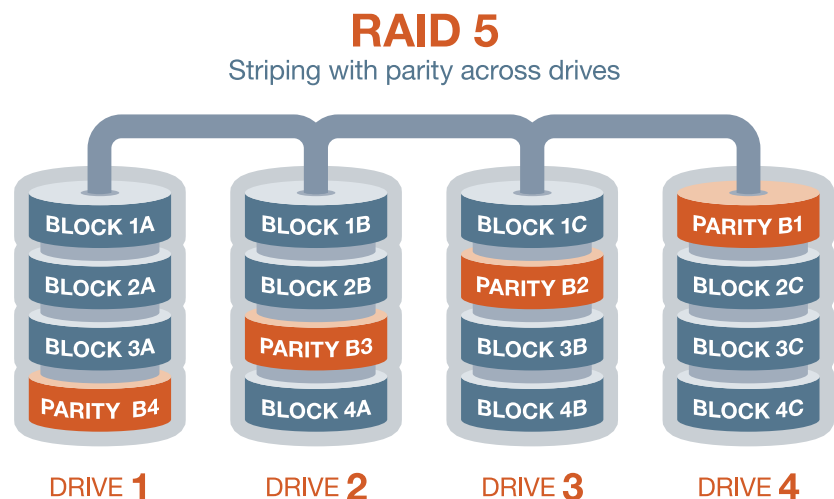 RAID 5
Striping with parity across drives
BLOCK 1A
BLOCK 1B
BLOCK 1C
PARITY B1
BLOCK 2A
BLOCK 2B
PARITY B2
BLOCK 2C
BLOCK 3A
PARITY B3
BLOCK 3B
BLOCK 3C
PARITY B4
BLOCK 4A
BLOCK 4B
BLOCK 4C
DRIVE 1
DRIVE 2
DRIVE 3
DRIVE 4